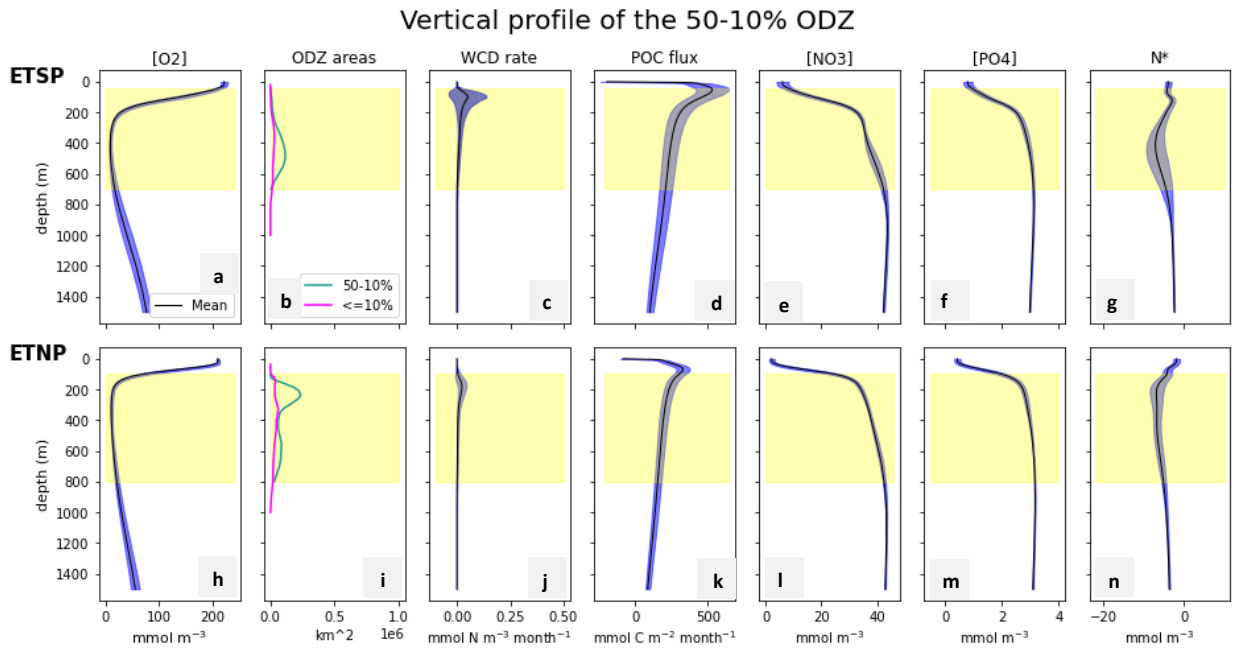 Vertical profile of the 50-10% ODZ
[O2] ODZ areas WCD rate POC flux [NO3] [PO4] N*
ETSP
0
200
400
600
800
1000
1200
1400
depth (m)
a
Mean
b
50-10%
<=10%
c
d
e
f
g
ETNP
0
200
400
600
800
1000
1200
1400
depth (m)
h
i
j
k
l
m
n
0 100 200
mmol m⁻³
0.0 0.5 1.0
km^2 1e6
0.00 0.25 0.50
mmol N m⁻³ month⁻¹
0 500
mmol C m⁻² month⁻¹
0 20 40
mmol m⁻³
0 2 4
mmol m⁻³
−20 0
mmol m⁻³